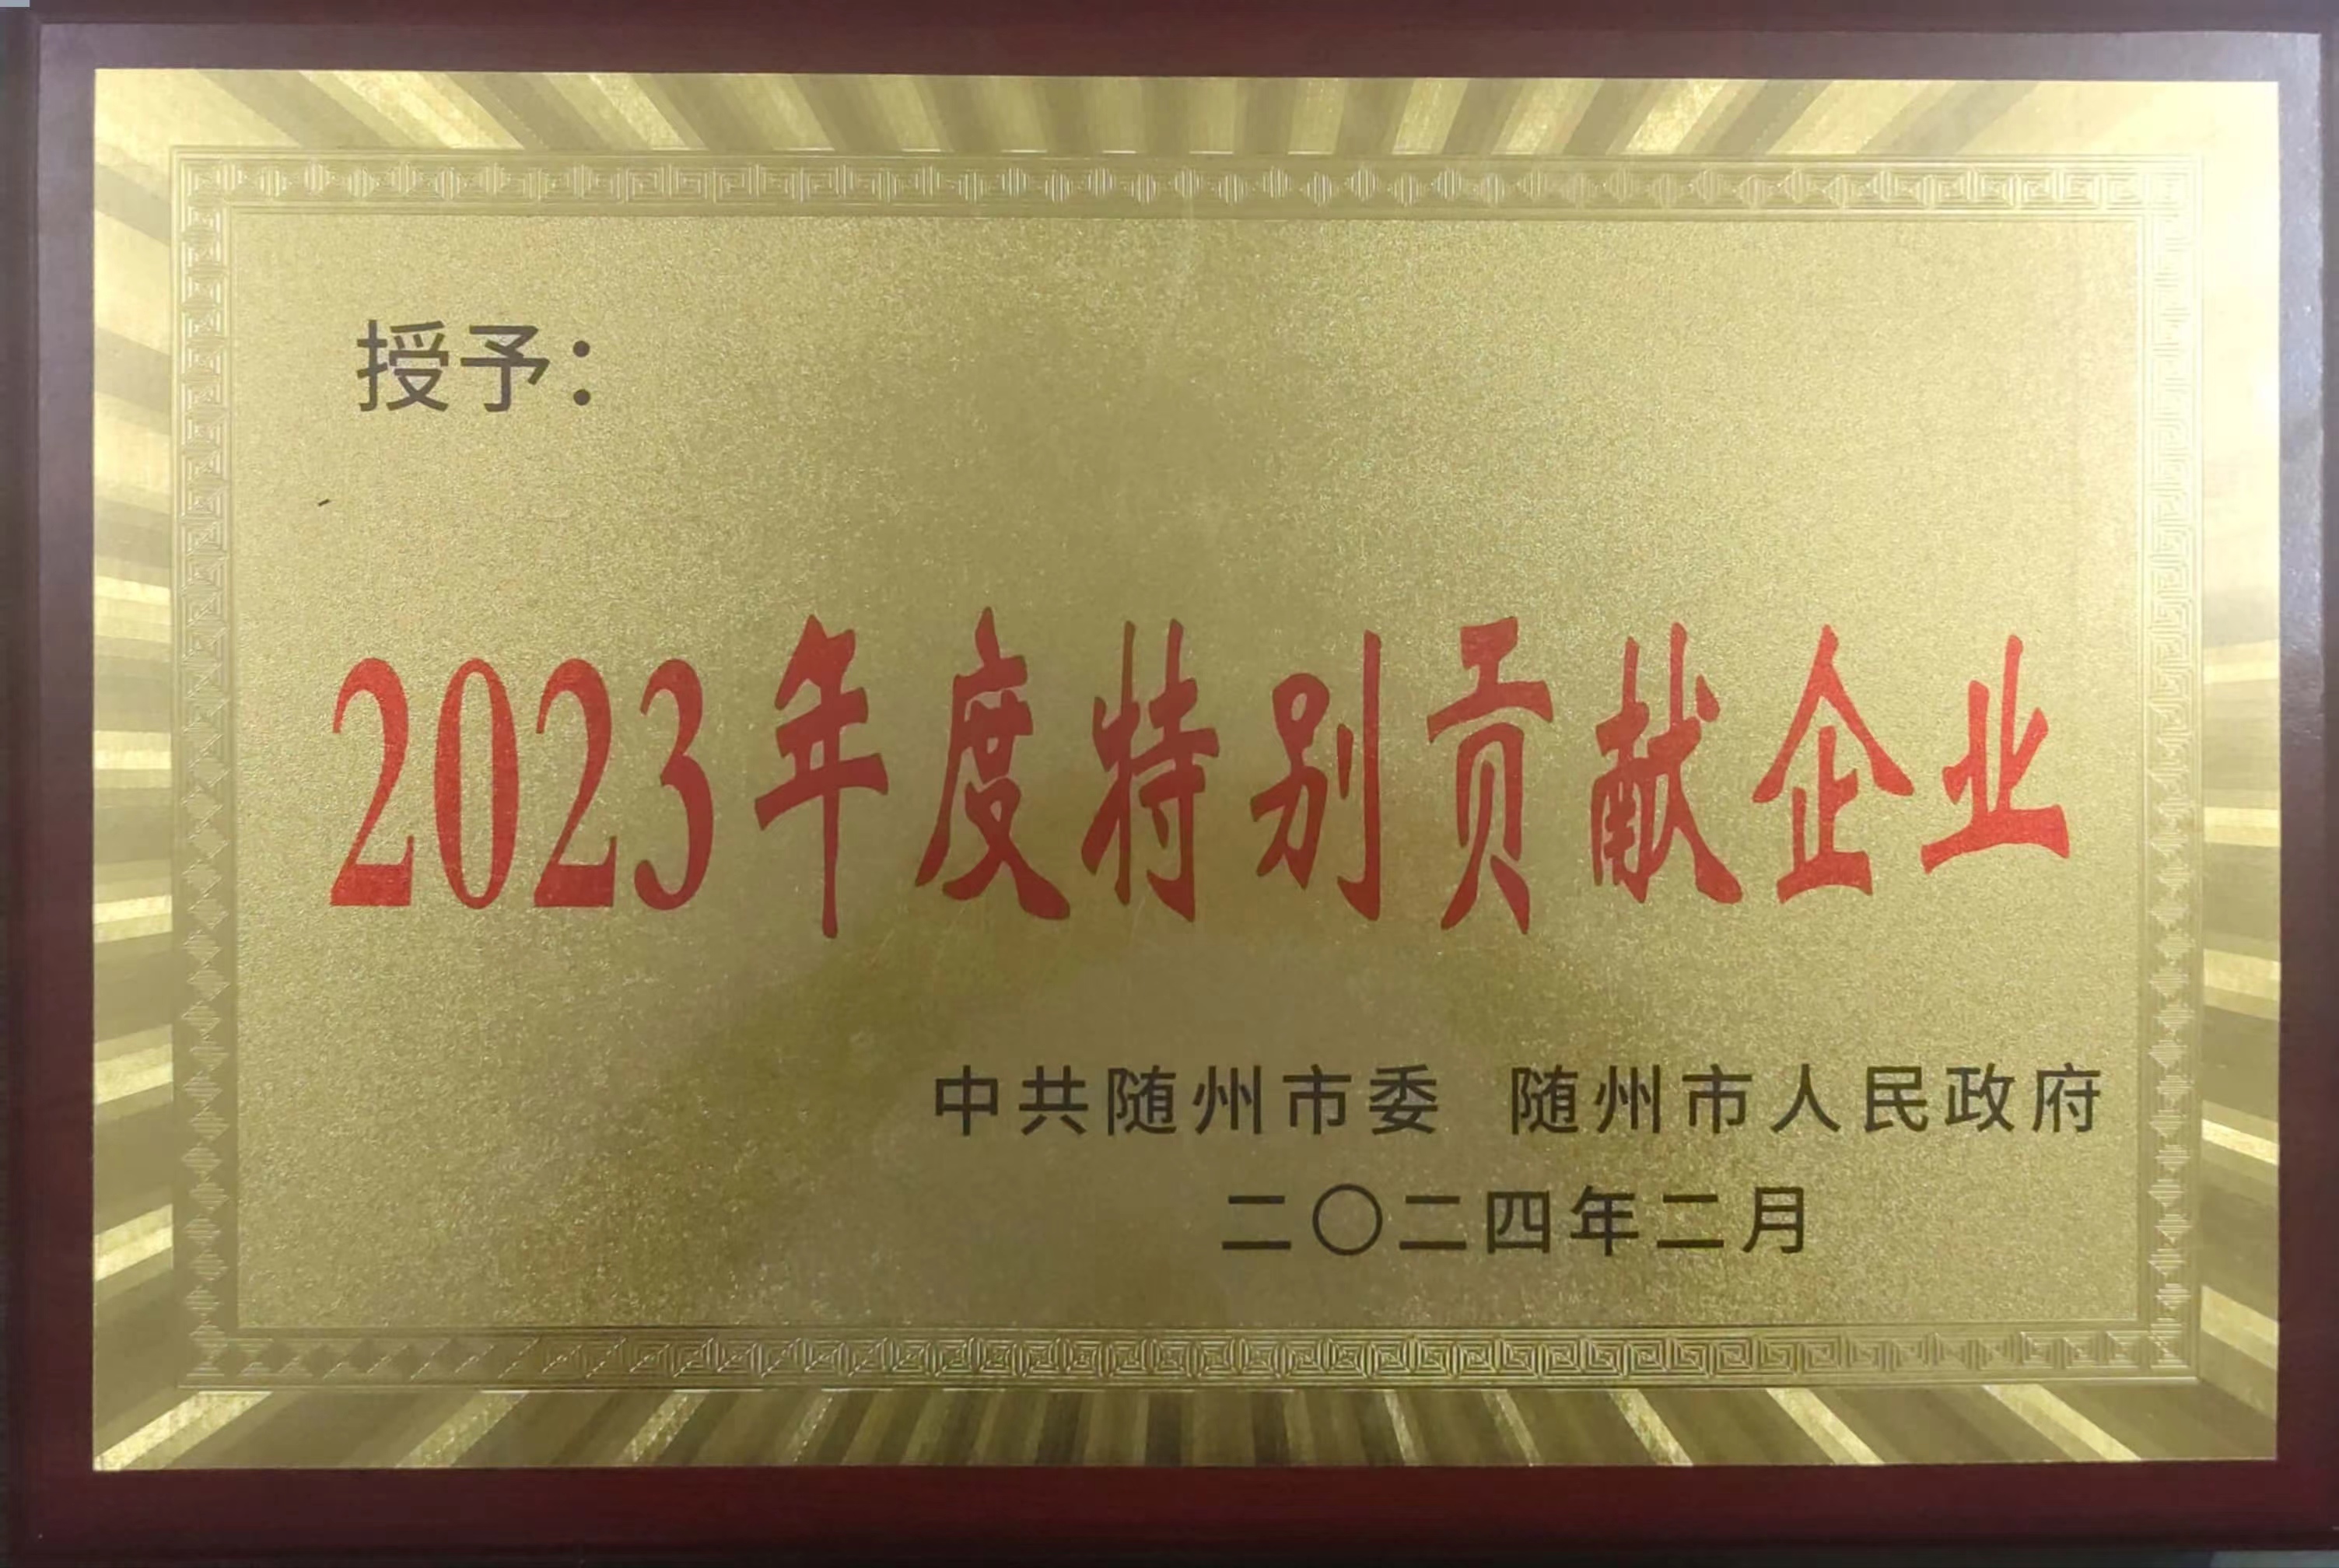 授予：
2023年度特别贡献企业
中共随州市委 随州市人民政府
二〇二四年二月